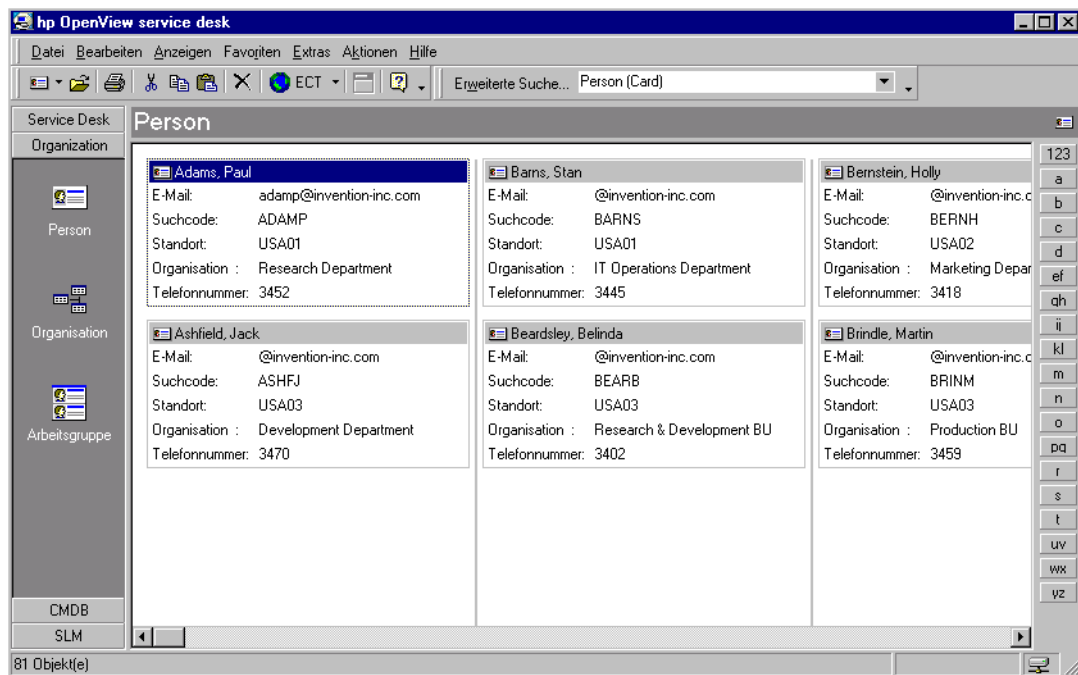 hp OpenView service desk
Datei Bearbeiten Anzeigen Favoriten Extras Aktionen Hilfe
ECT Erweiterte Suche... Person (Card)
Service Desk
Organization
Person
Organisation
Arbeitsgruppe
CMDB
SLM
Person
Adams, Paul
E-Mail: adamp@invention-inc.com
Suchcode: ADAMP
Standort: USA01
Organisation : Research Department
Telefonnummer: 3452
Ashfield, Jack
E-Mail: @invention-inc.com
Suchcode: ASHFJ
Standort: USA03
Organisation : Development Department
Telefonnummer: 3470
Barns, Stan
E-Mail: @invention-inc.com
Suchcode: BARNS
Standort: USA01
Organisation : IT Operations Department
Telefonnummer: 3445
Beardsley, Belinda
E-Mail: @invention-inc.com
Suchcode: BEARB
Standort: USA03
Organisation : Research & Development BU
Telefonnummer: 3402
Bernstein, Holly
E-Mail: @invention-inc.c
Suchcode: BERNH
Standort: USA02
Organisation : Marketing Depar
Telefonnummer: 3418
Brindle, Martin
E-Mail: @invention-inc.c
Suchcode: BRINM
Standort: USA03
Organisation : Production BU
Telefonnummer: 3459
123
a
b
c
d
ef
gh
ij
kl
m
n
o
pq
r
s
t
uv
wx
yz
81 Objekt(e)